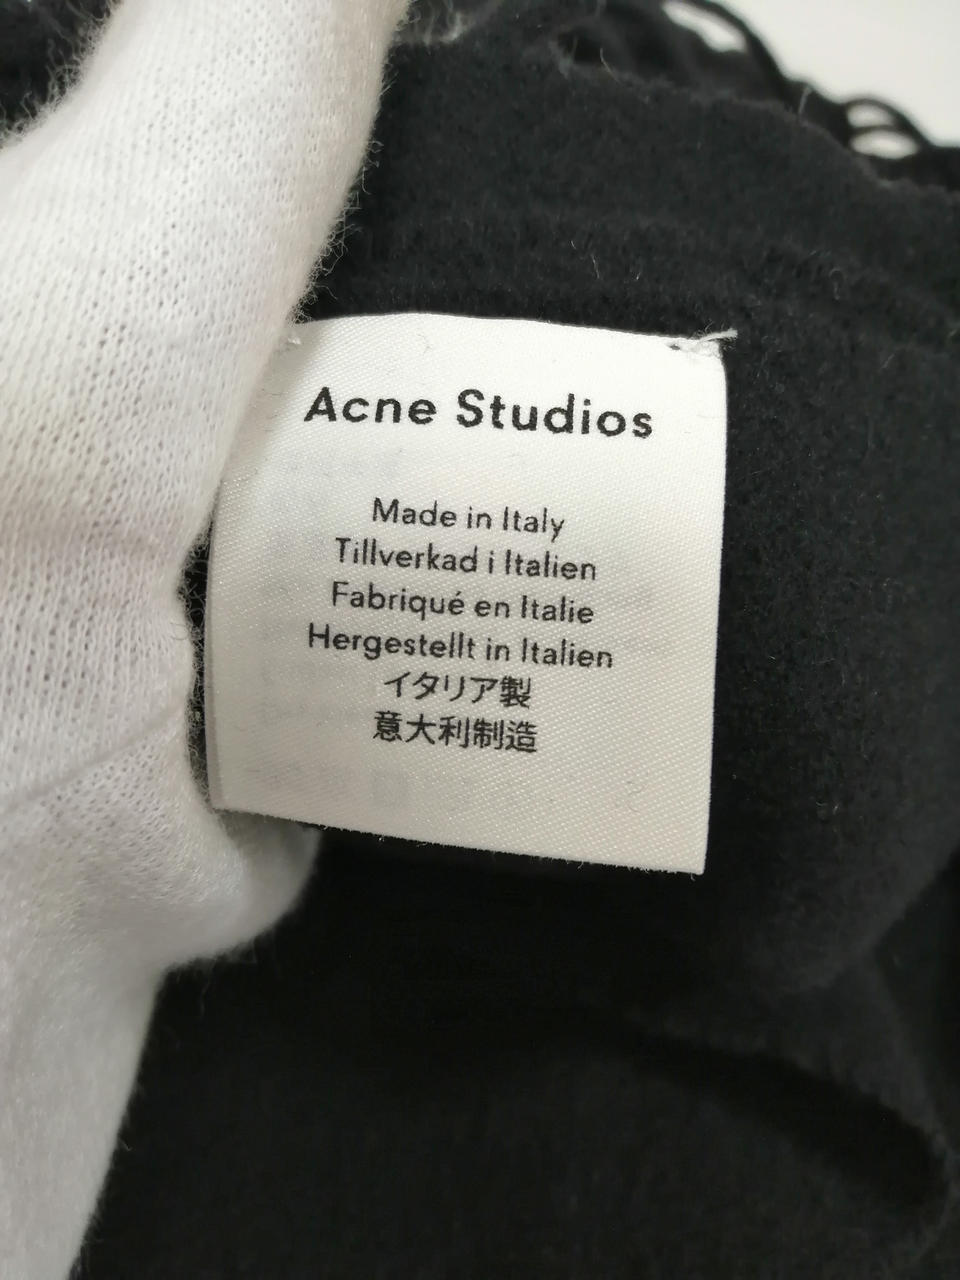 Acne Studios
Made in Italy
Tillverkad i Italien
Fabriqué en Italie
Hergestellt in Italien
イタリア製
意大利制造